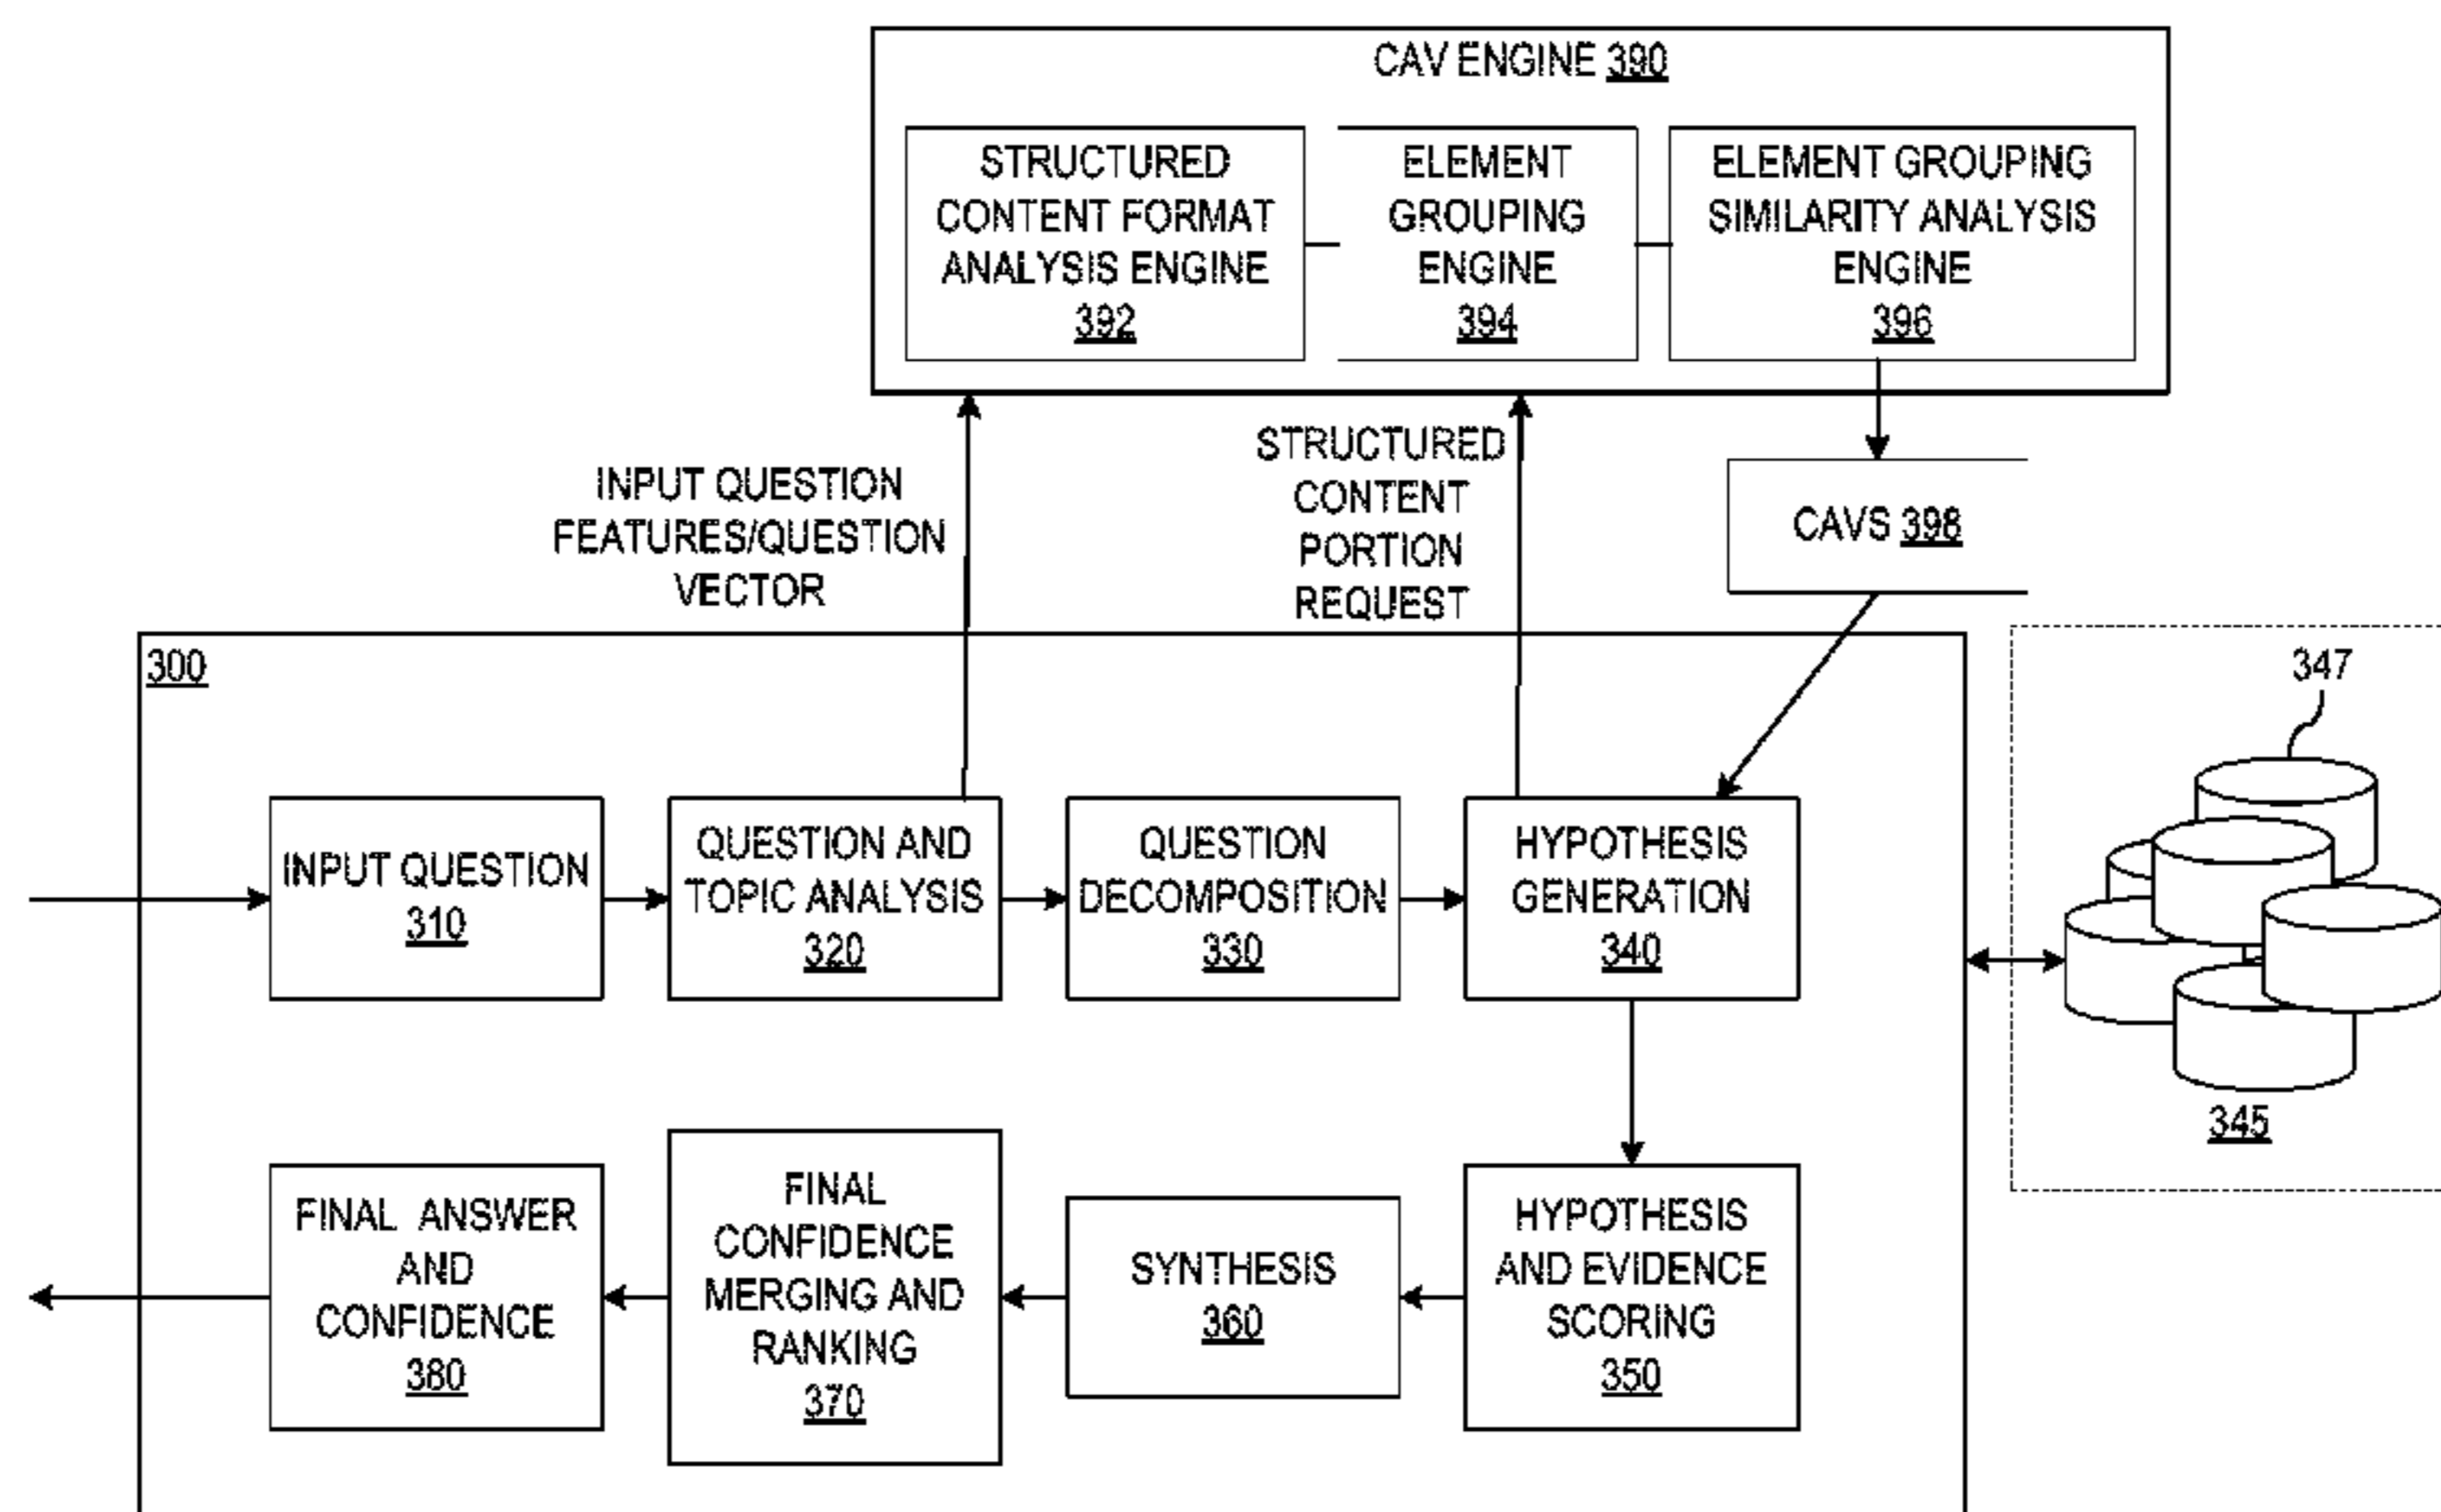 CAV ENGINE 390
STRUCTURED
CONTENT FORMAT
ANALYSIS ENGINE
392
ELEMENT
GROUPING
ENGINE
394
ELEMENT GROUPING
SIMILARITY ANALYSIS
ENGINE
396
INPUT QUESTION
FEATURES/QUESTION
VECTOR
STRUCTURED
CONTENT
PORTION
REQUEST
CAVS 398
300
347
INPUT QUESTION
310
QUESTION AND
TOPIC ANALYSIS
320
QUESTION
DECOMPOSITION
330
HYPOTHESIS
GENERATION
340
345
FINAL ANSWER
AND
CONFIDENCE
380
FINAL
CONFIDENCE
MERGING AND
RANKING
370
SYNTHESIS
360
HYPOTHESIS
AND EVIDENCE
SCORING
350